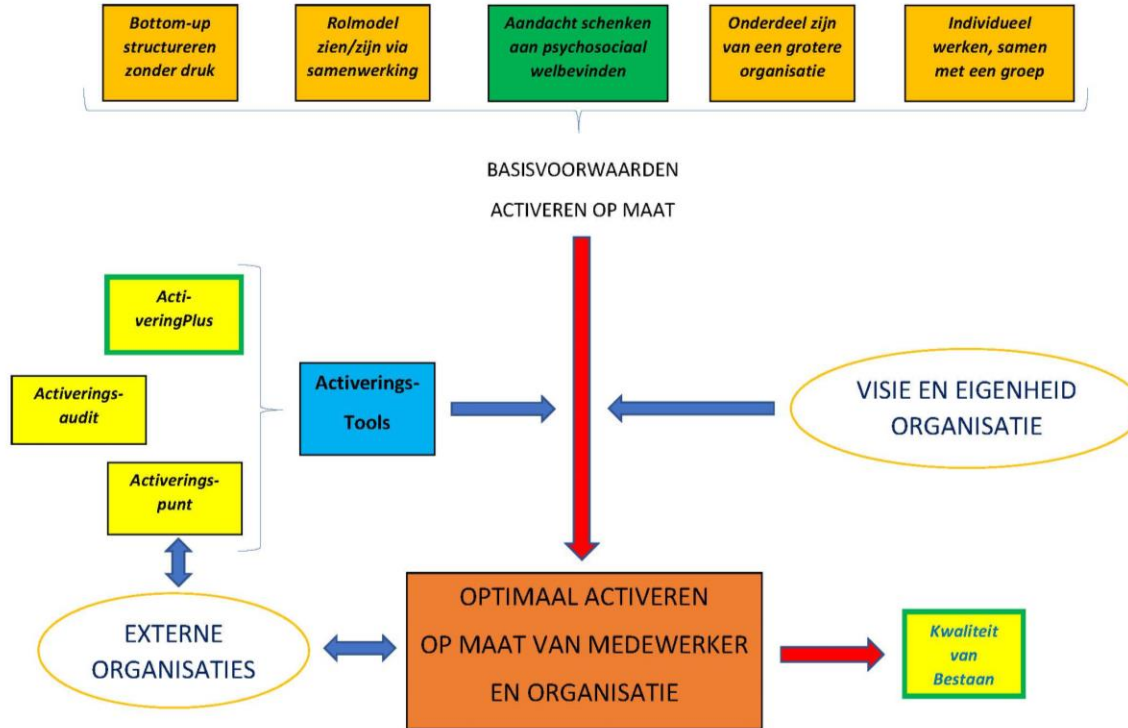 Bottom-up
structureren
zonder druk
Rolmodel
zien/zijn via
samenwerking
Aandacht schenken
aan psychosociaal
welbevinden
Onderdeel zijn
van een grotere
organisatie
Individueel
werken, samen
met een groep
BASISVOORWAARDEN
ACTIVEREN OP MAAT
Acti-
veringPlus
Activerings-
audit
Activerings-
punt
Activerings-
Tools
VISIE EN EIGENHEID
ORGANISATIE
EXTERNE
ORGANISATIES
OPTIMAAL ACTIVEREN
OP MAAT VAN MEDEWERKER
EN ORGANISATIE
Kwaliteit
van
Bestaan